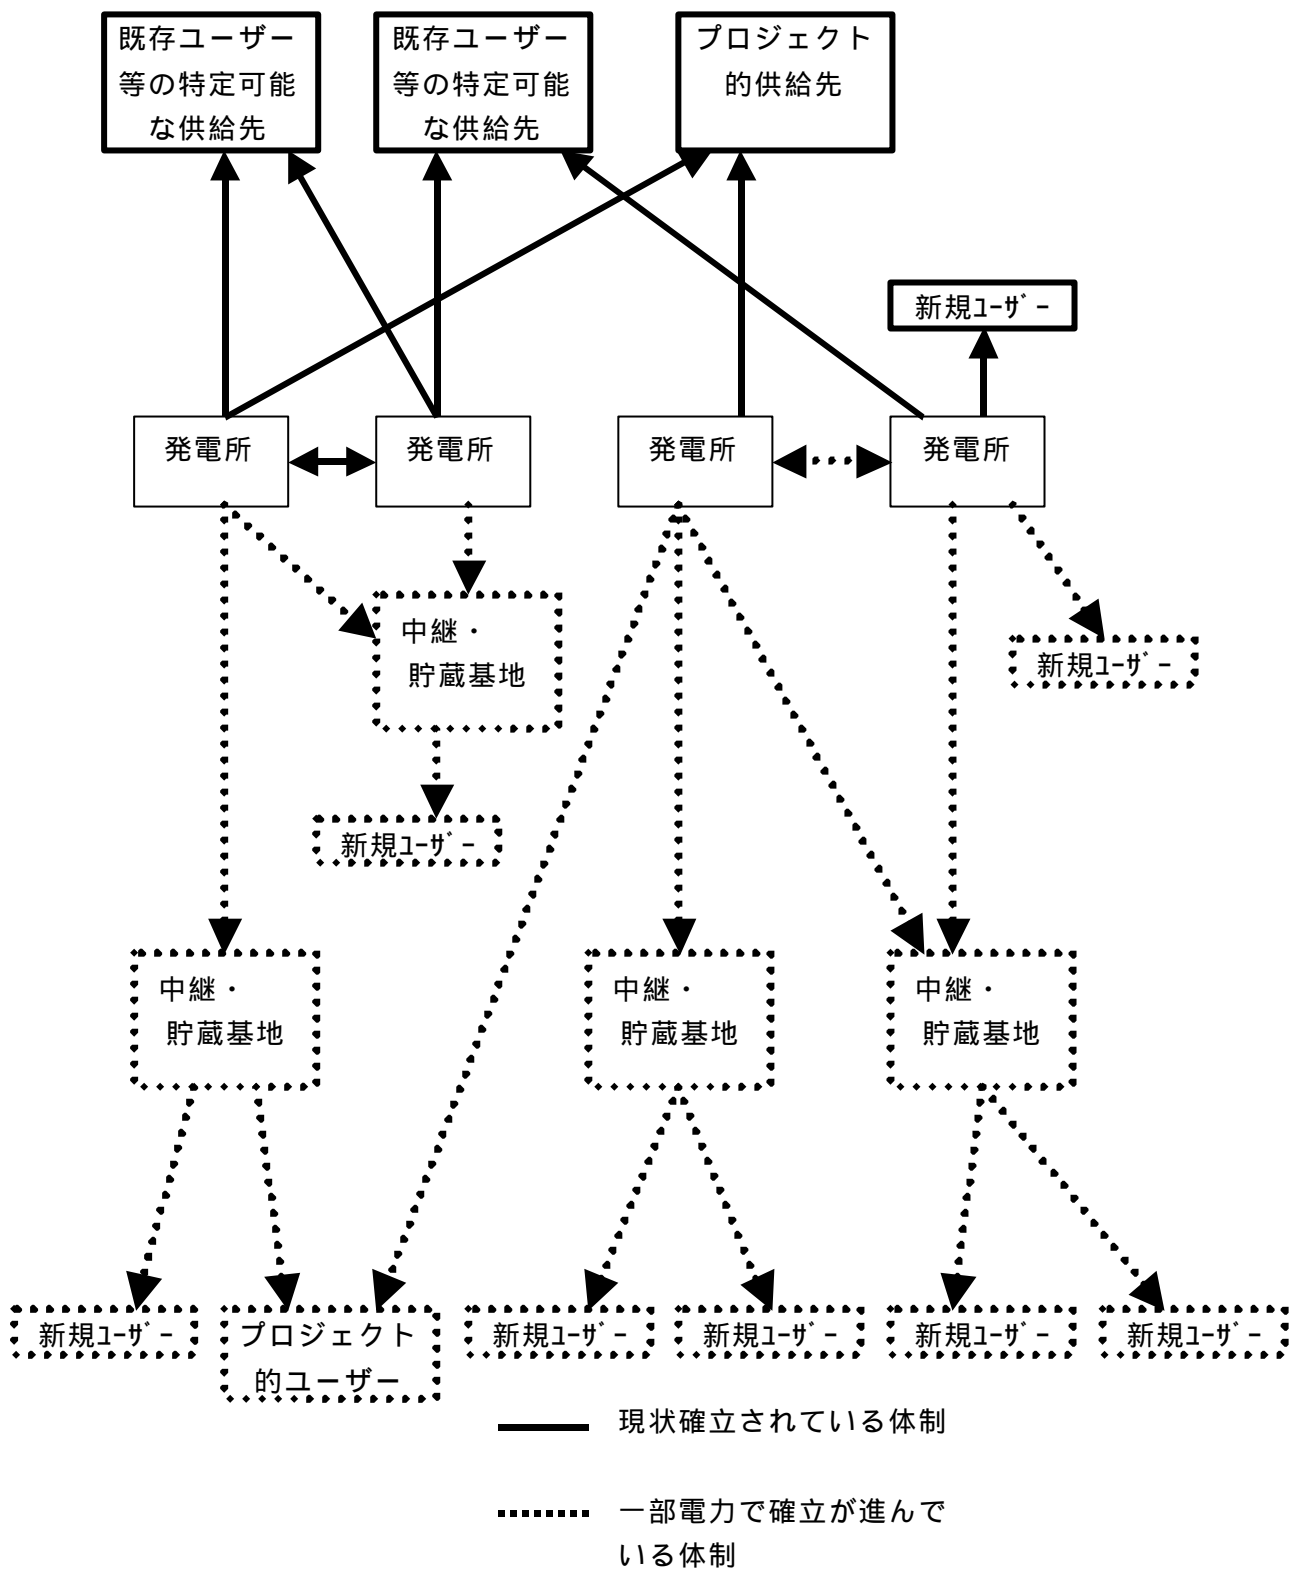 既存ユーザー
等の特定可能
な供給先
既存ユーザー
等の特定可能
な供給先
プロジェクト
的供給先
新規ﾕｰｻﾞｰ
発電所
発電所
発電所
発電所
中継・
貯蔵基地
新規ﾕｰｻﾞｰ
新規ﾕｰｻﾞｰ
中継・
貯蔵基地
中継・
貯蔵基地
中継・
貯蔵基地
新規ﾕｰｻﾞｰ
プロジェクト
的ユーザー
新規ﾕｰｻﾞｰ
新規ﾕｰｻﾞｰ
新規ﾕｰｻﾞｰ
新規ﾕｰｻﾞｰ
現状確立されている体制
一部電力で確立が進んで
いる体制